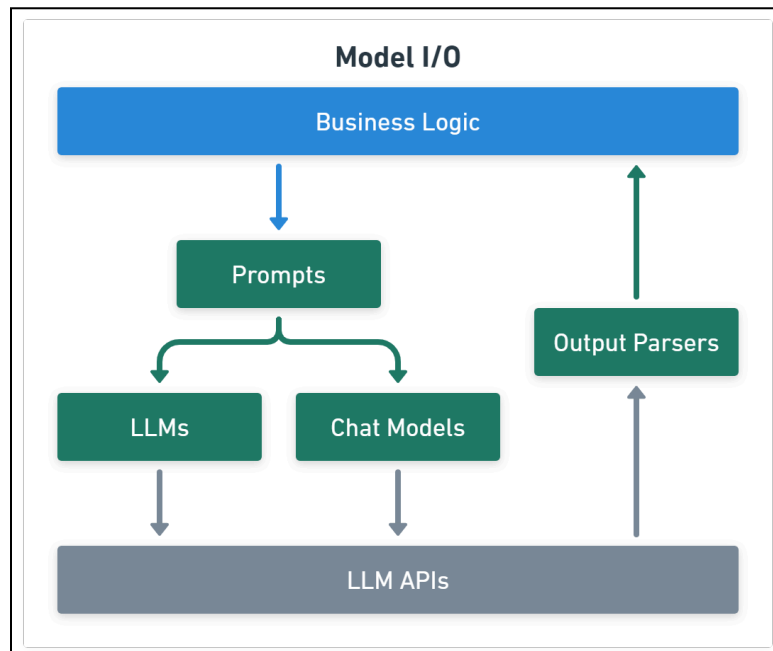 Model I/O
Business Logic
Prompts
Output Parsers
LLMs
Chat Models
LLM APIs